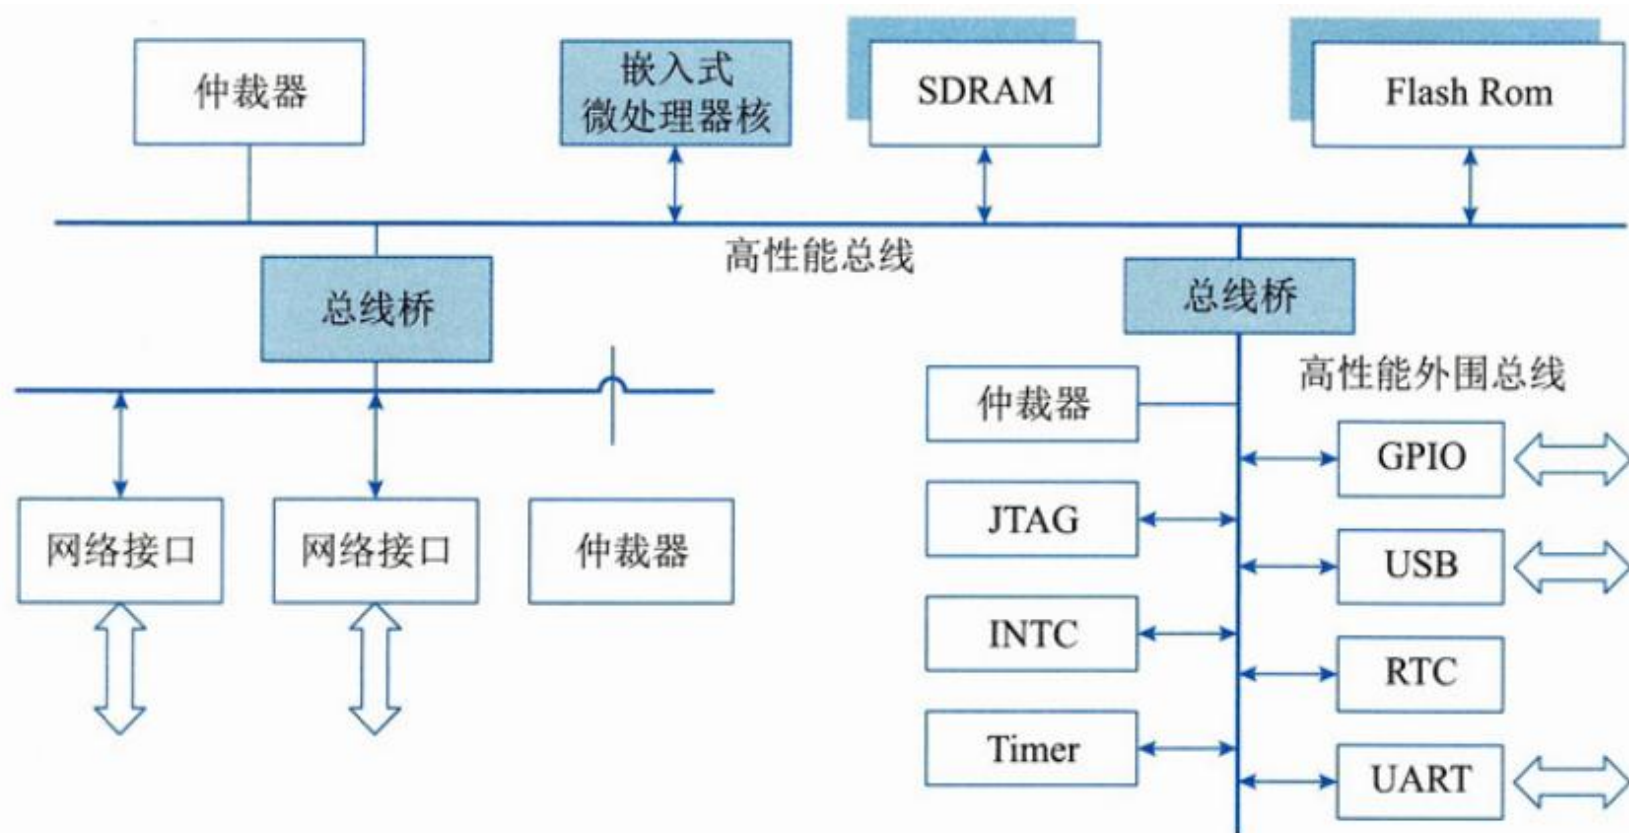 仲裁器
嵌入式
微处理器核
SDRAM
Flash Rom
高性能总线
总线桥
总线桥
高性能外围总线
仲裁器
GPIO
JTAG
USB
网络接口
网络接口
仲裁器
INTC
RTC
Timer
UART